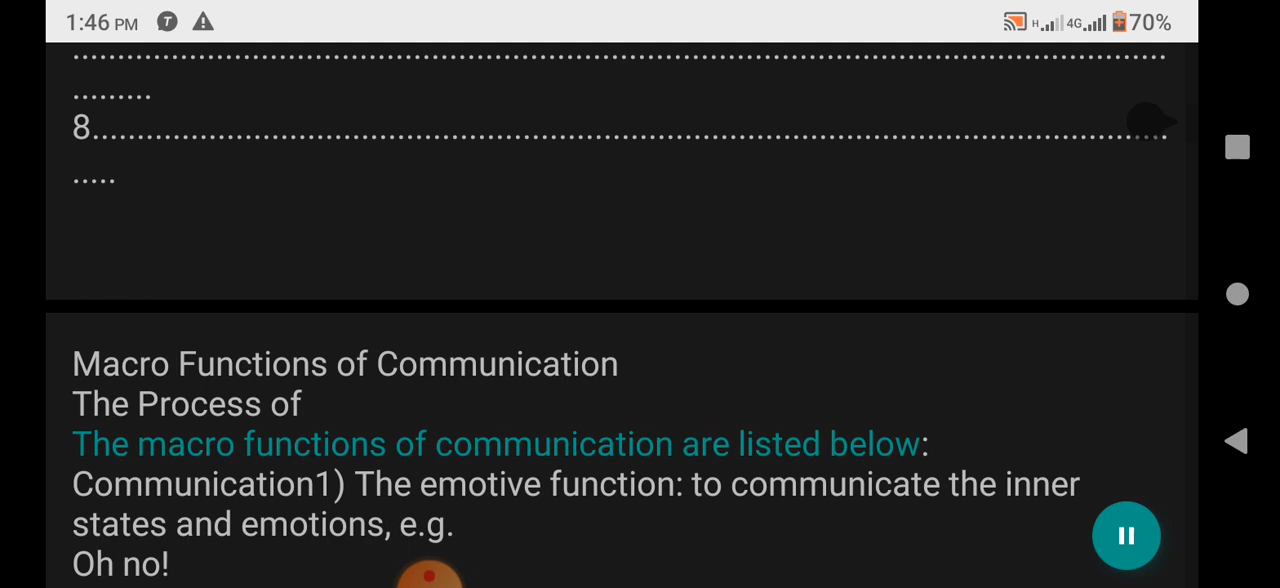 1:46 PM
H 4G 70%
....................................................................................................................
.........
8..................................................................................................................
.....
Macro Functions of Communication
The Process of
The macro functions of communication are listed below:
Communication1) The emotive function: to communicate the inner
states and emotions, e.g.
Oh no!